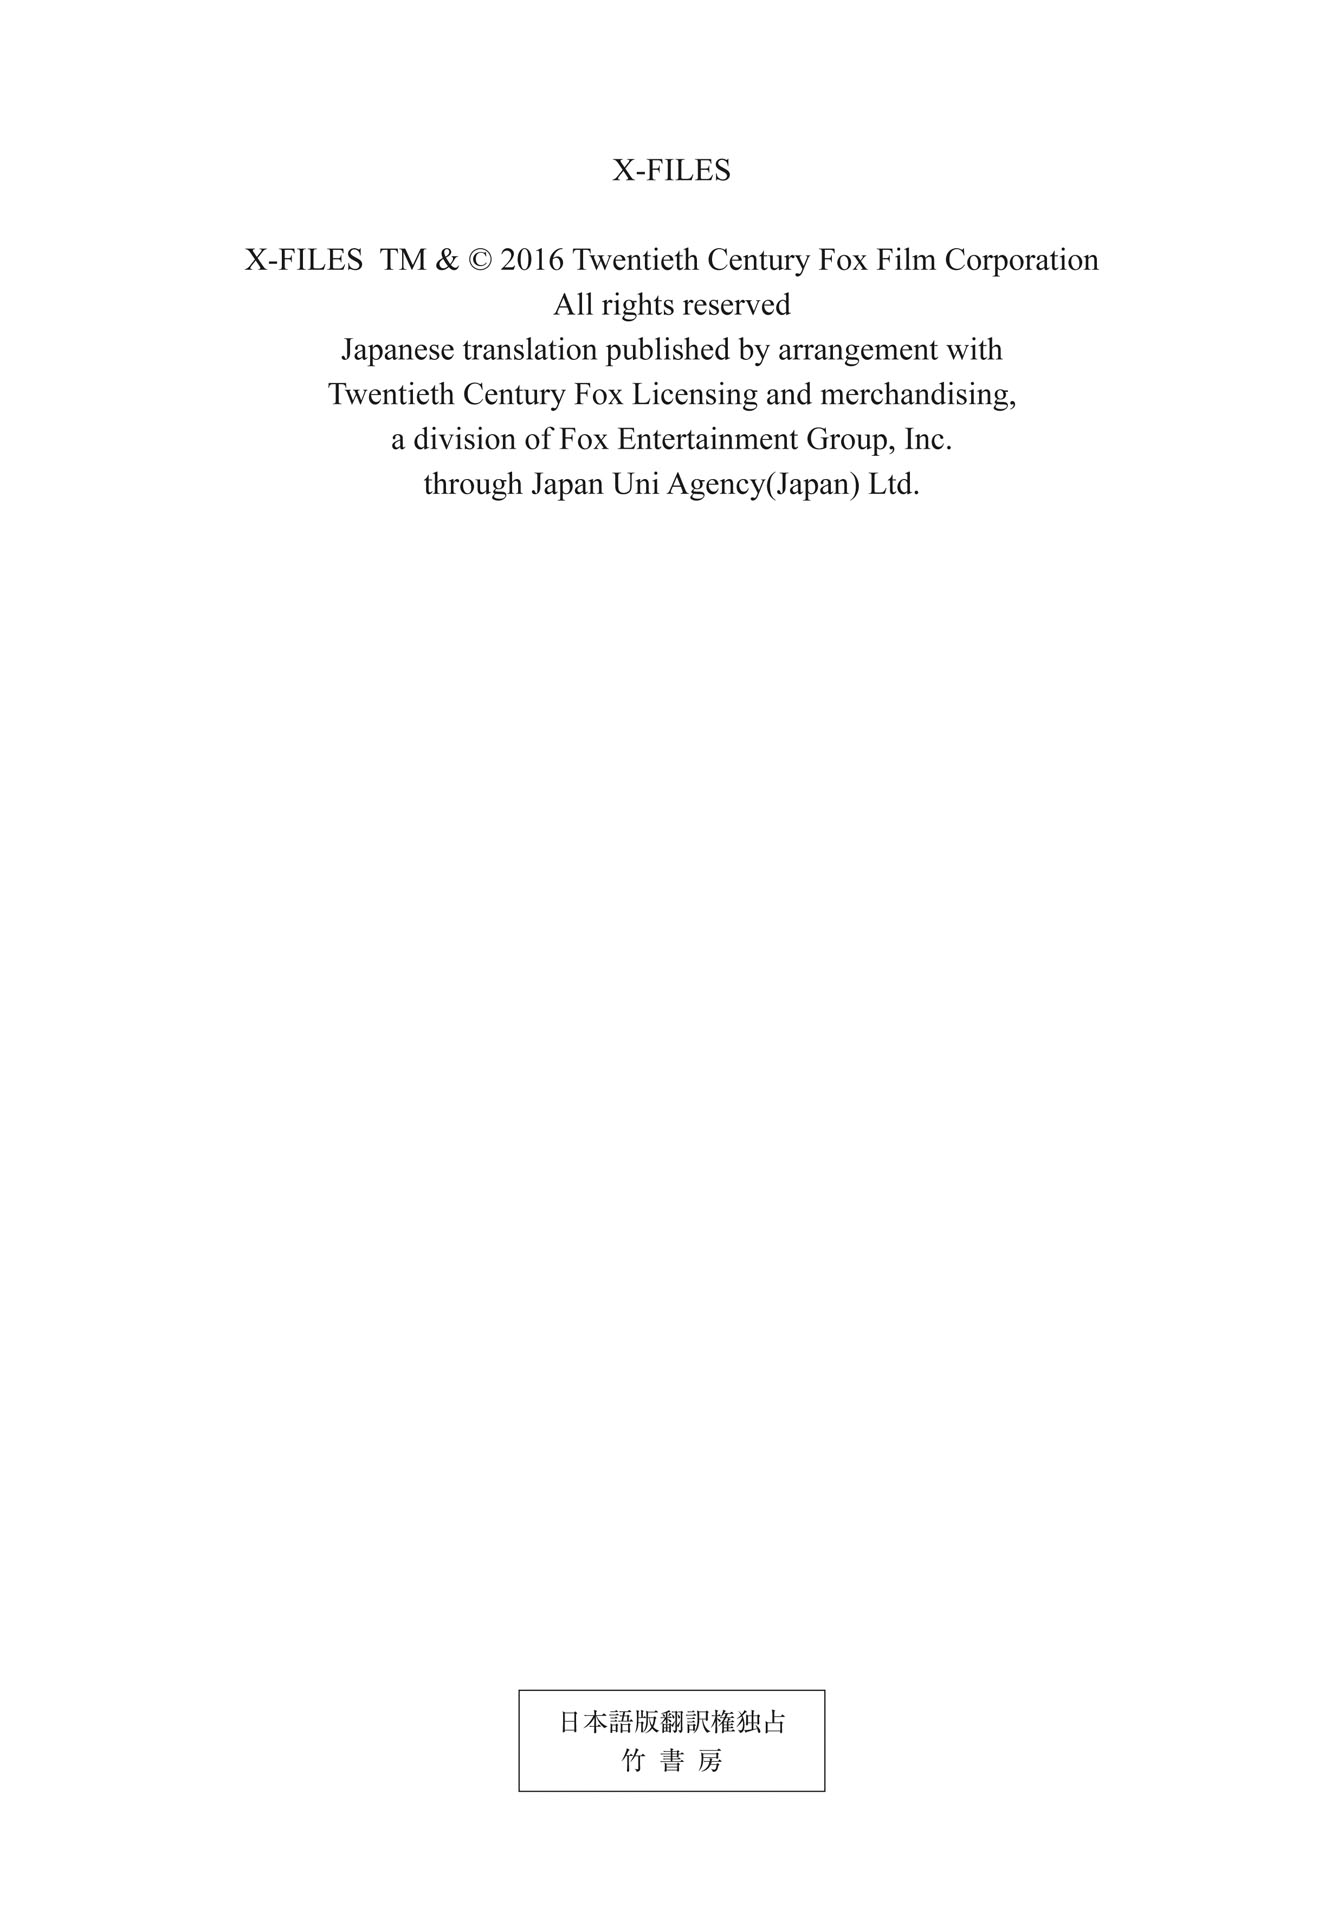 X-FILES
X-FILES  TM & © 2016 Twentieth Century Fox Film Corporation
All rights reserved
Japanese translation published by arrangement with
Twentieth Century Fox Licensing and merchandising,
a division of Fox Entertainment Group, Inc.
through Japan Uni Agency(Japan) Ltd.
日本語版翻訳権独占
竹 書 房